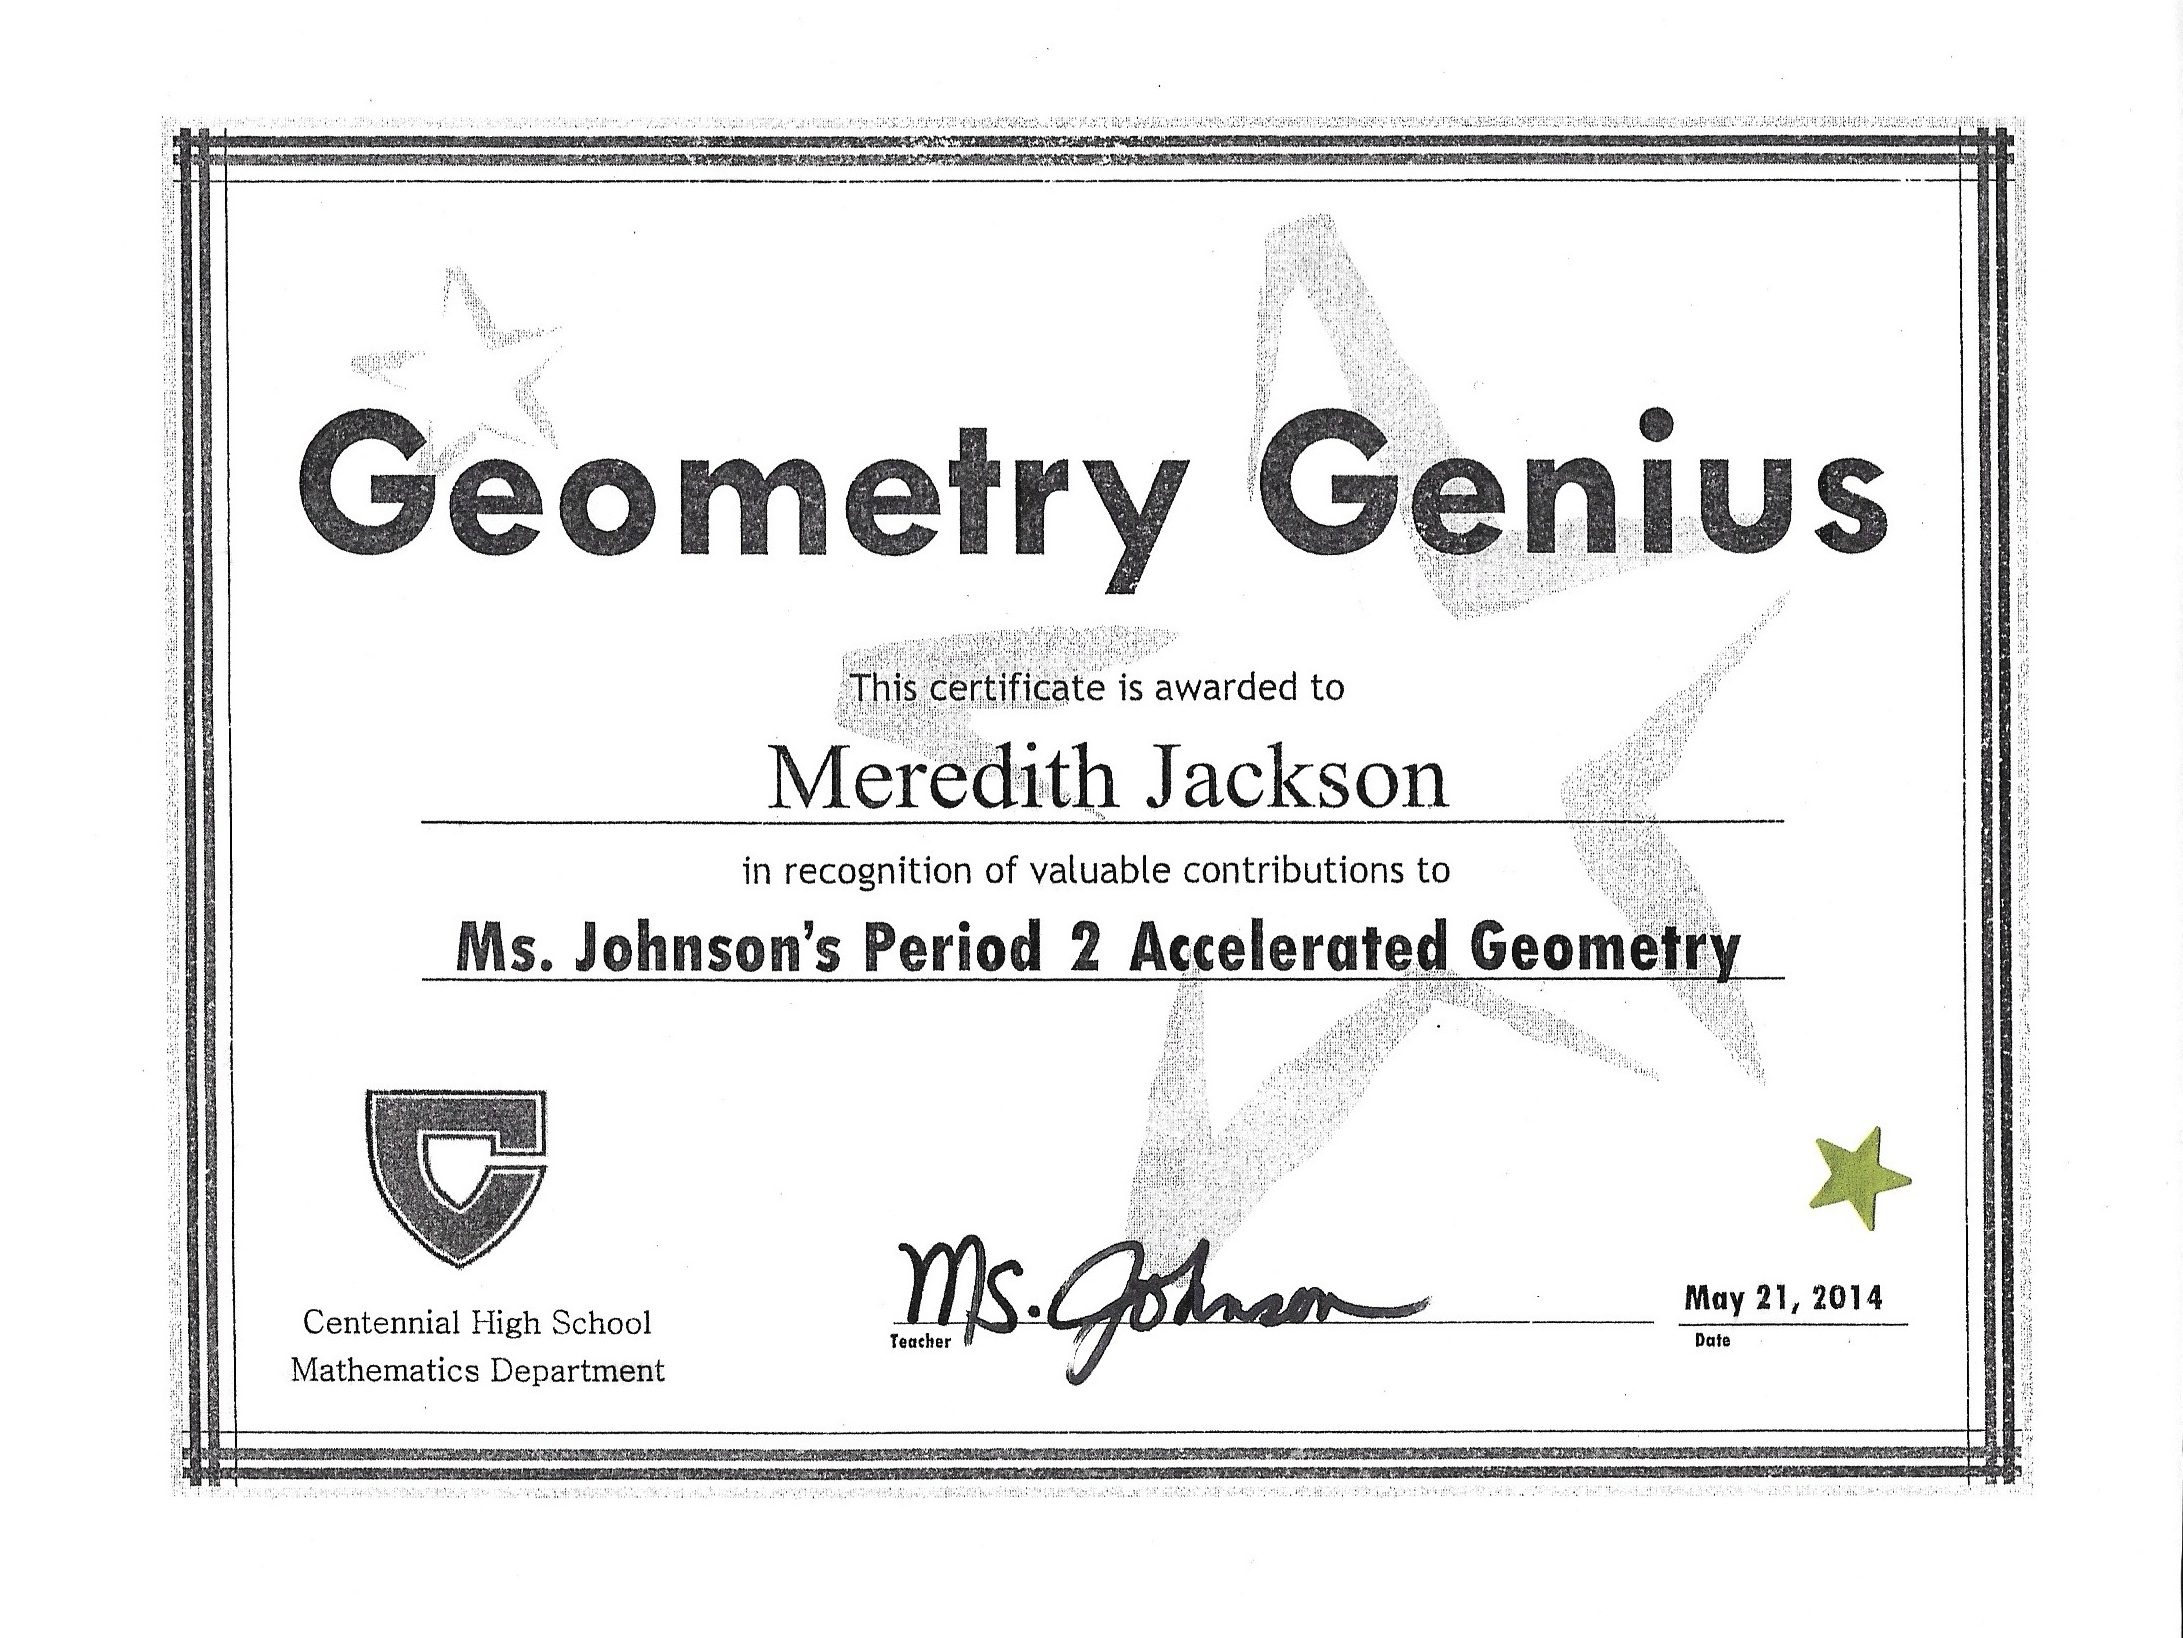 Geometry Genius
This certificate is awarded to
Meredith Jackson
in recognition of valuable contributions to
Ms. Johnson's Period 2 Accelerated Geometry
C
Centennial High School
Mathematics Department
Ms. Johnson
Teacher
May 21, 2014
Date